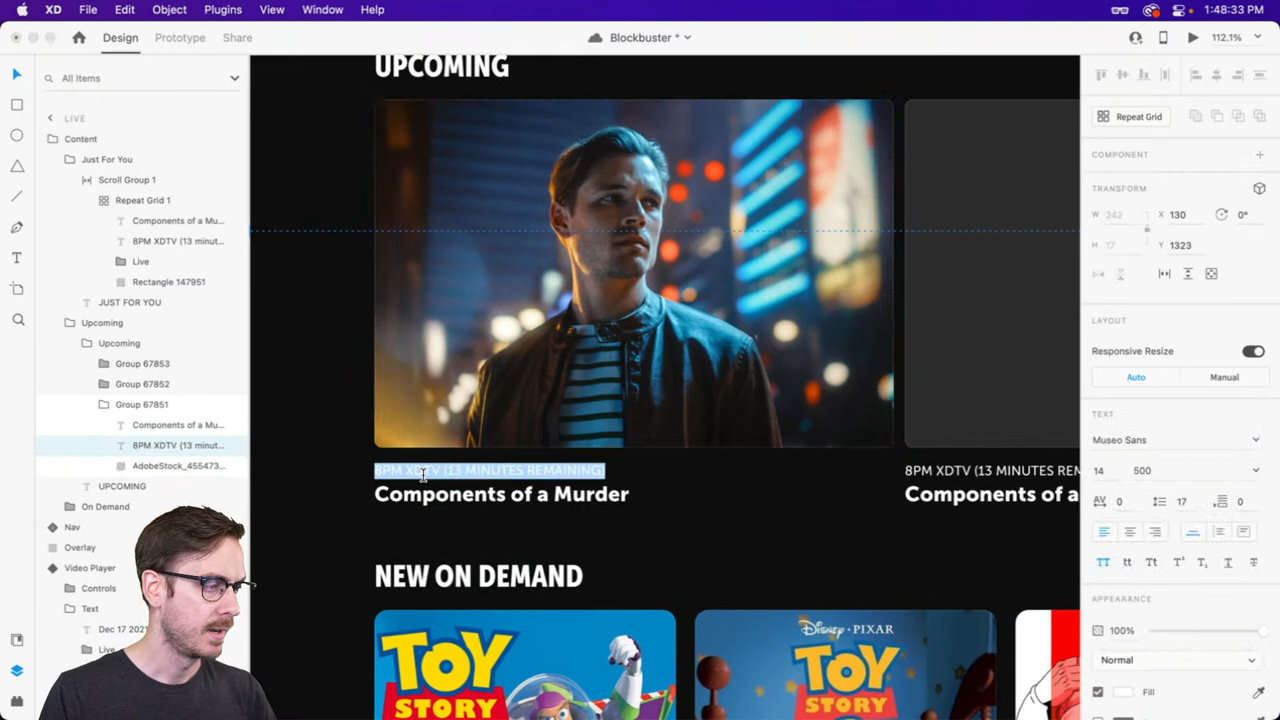 XD File Edit Object Plugins View Window Help 1:48:33 PM
Design Prototype Share Blockbuster * 112.1%
All Items
LIVE
Content
Just For You
Scroll Group 1
Repeat Grid 1
Components of a Mu...
8PM XDTV (13 minut...
Live
Rectangle 147951
JUST FOR YOU
Upcoming
Upcoming
Group 67853
Group 67852
Group 67851
Components of a Mu...
8PM XDTV (13 minut...
AdobeStock_455473...
UPCOMING
On Demand
Nav
Overlay
Video Player
Controls
Text
Dec 17 2021
UPCOMING
8PM XDTV (13 MINUTES REMAINING)
Components of a Murder
8PM XDTV (13 MINUTES REM
Components of a
NEW ON DEMAND
TOY
STORY
DISNEY • PIXAR
TOY
STORY
Repeat Grid
COMPONENT
TRANSFORM
W 242 X 130 0°
H 17 Y 1323
LAYOUT
Responsive Resize
Auto Manual
TEXT
Museo Sans
14 500
AV 0 17 0
TT tt Tt T¹ T₁ T T
APPEARANCE
100%
Normal
Fill